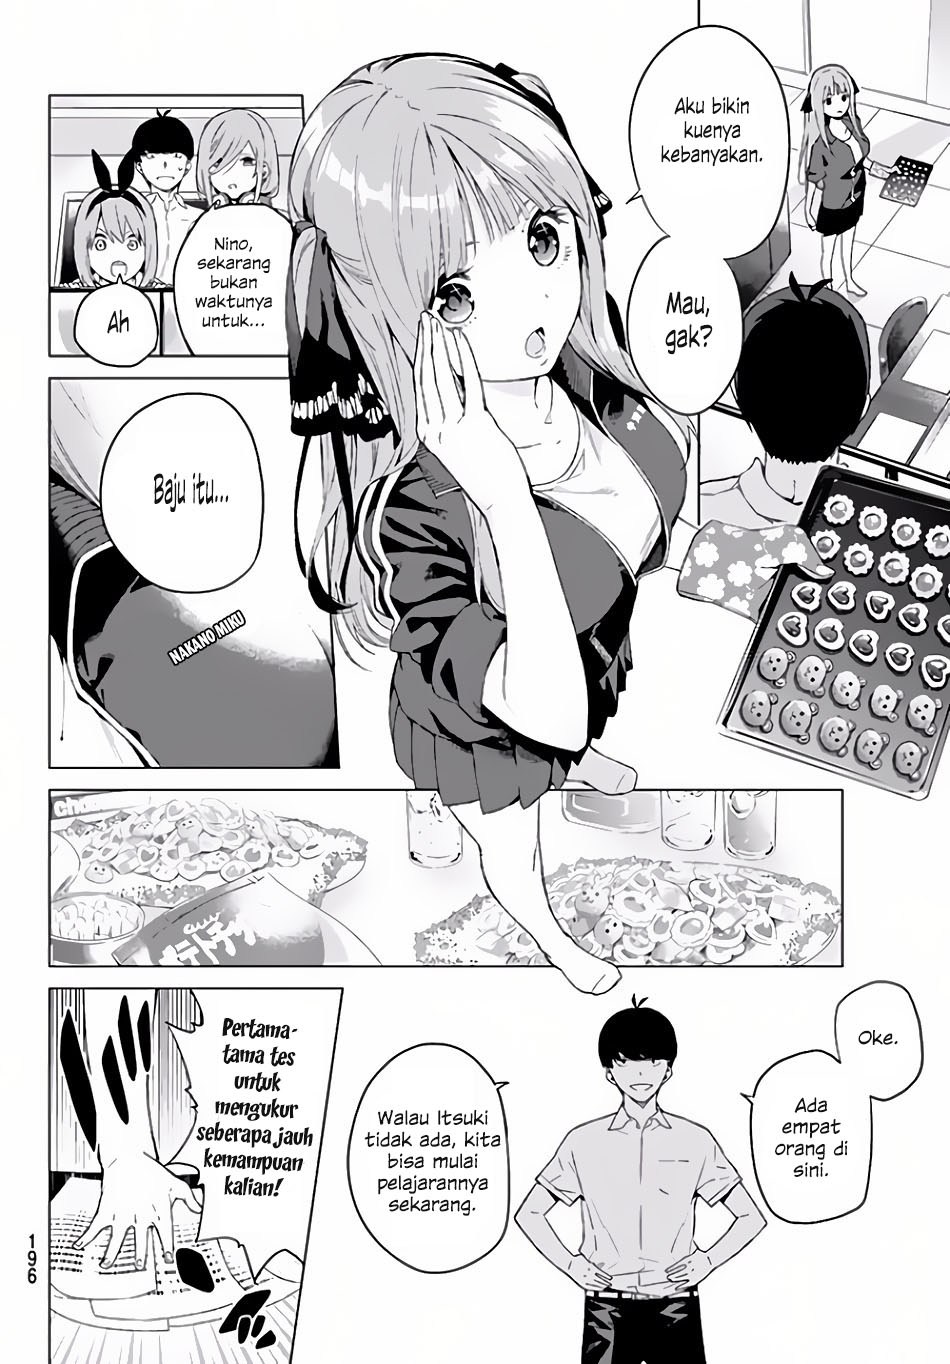 Aku bikin
kuenya
kebanyakan.
Mau,
gak?
Nino,
sekarang
bukan
waktunya
untuk...
Ah
Baju itu...
NAKANO MIKU
Oke.
Ada
empat
orang di
sini.
Walau Itsuki
tidak ada, kita
bisa mulai
pelajarannya
sekarang.
Pertama-
tama tes
untuk
mengukur
seberapa jauh
kemampuan
kalian!
196